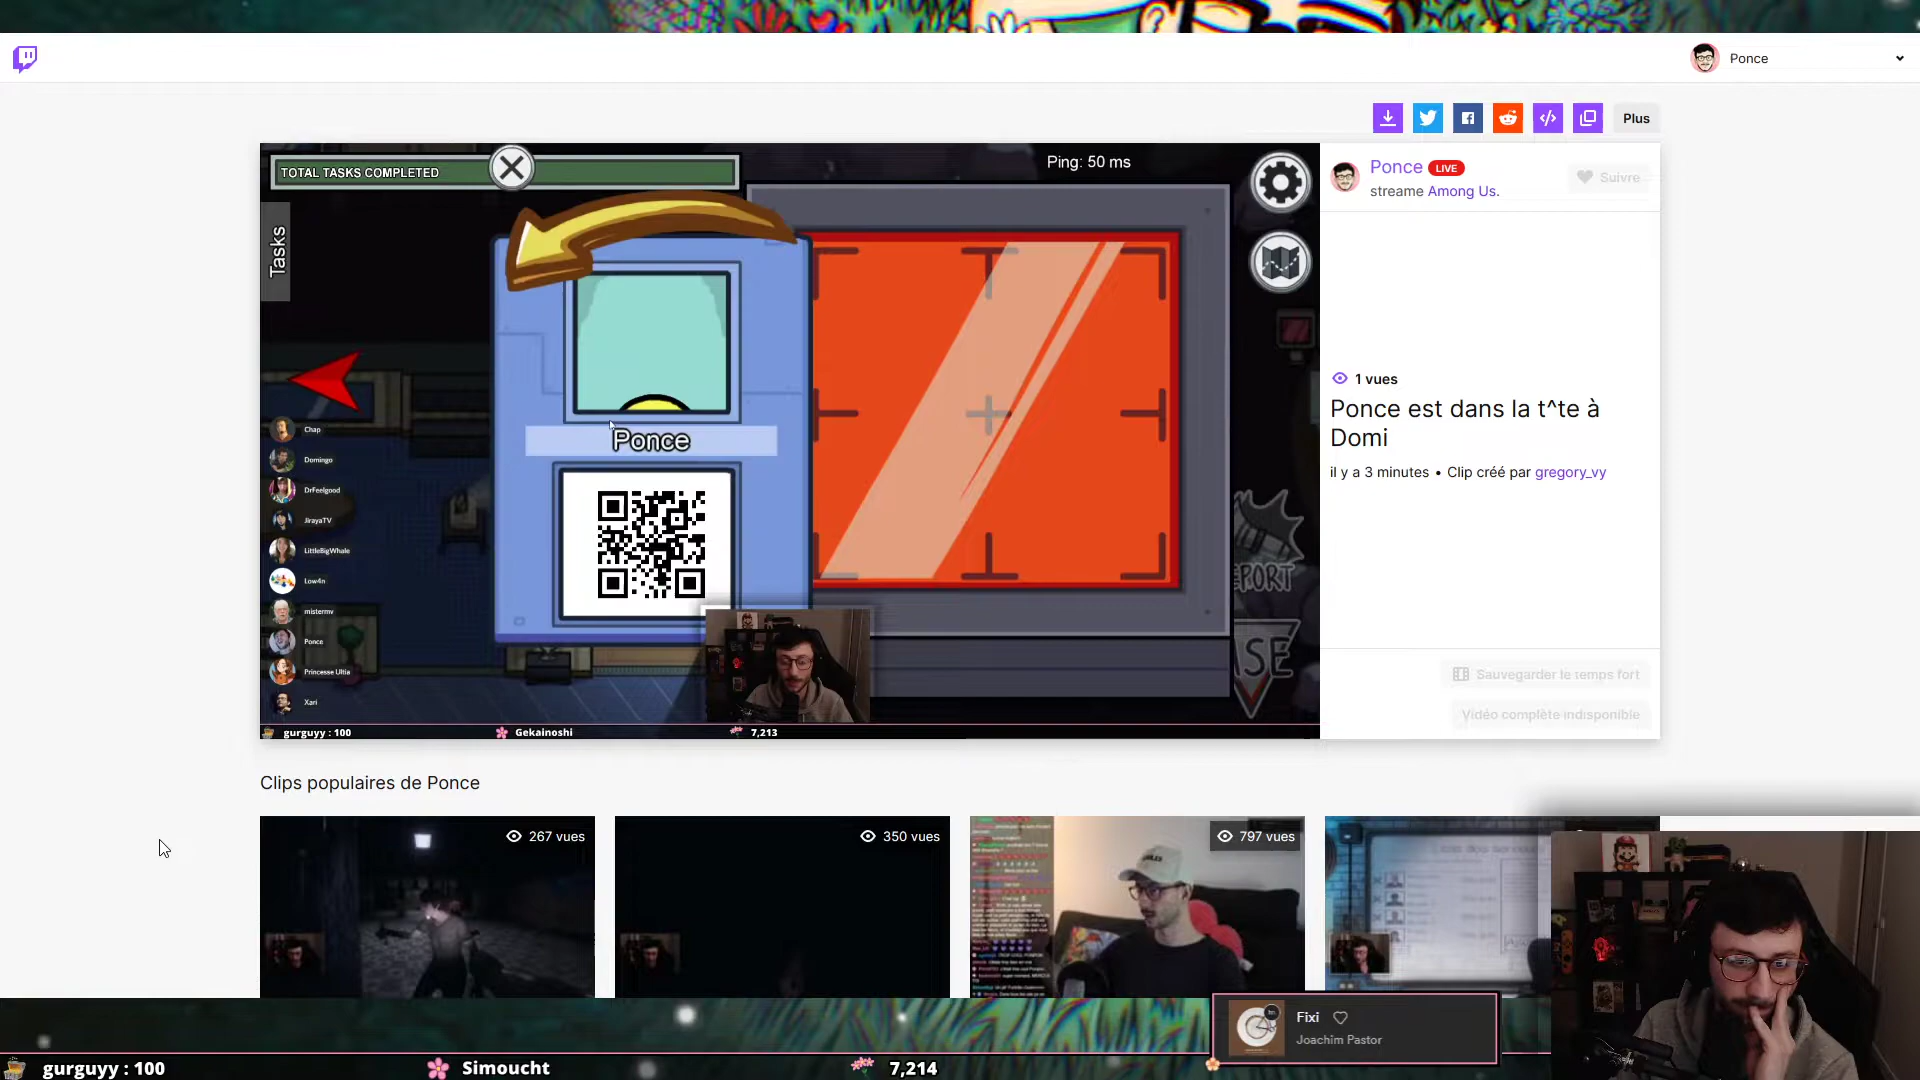 Ponce
Plus
TOTAL TASKS COMPLETED
Ping: 50 ms
Tasks
Ponce LIVE
Suivre
streame Among Us.
1 vues
Ponce est dans la t^te à
Domi
il y a 3 minutes • Clip créé par gregory_vy
Chap
Domingo
DrFeelgood
JirayaTV
LittleBigWhale
Low4n
mistermv
Ponce
Princesse Ultia
Xari
Ponce
Sauvegarder le temps fort
Vidéo complète indisponible
gurguyy : 100
Gekainoshi
7,213
Clips populaires de Ponce
267 vues
350 vues
797 vues
Fixi
Joachim Pastor
gurguyy : 100
Simoucht
7,214